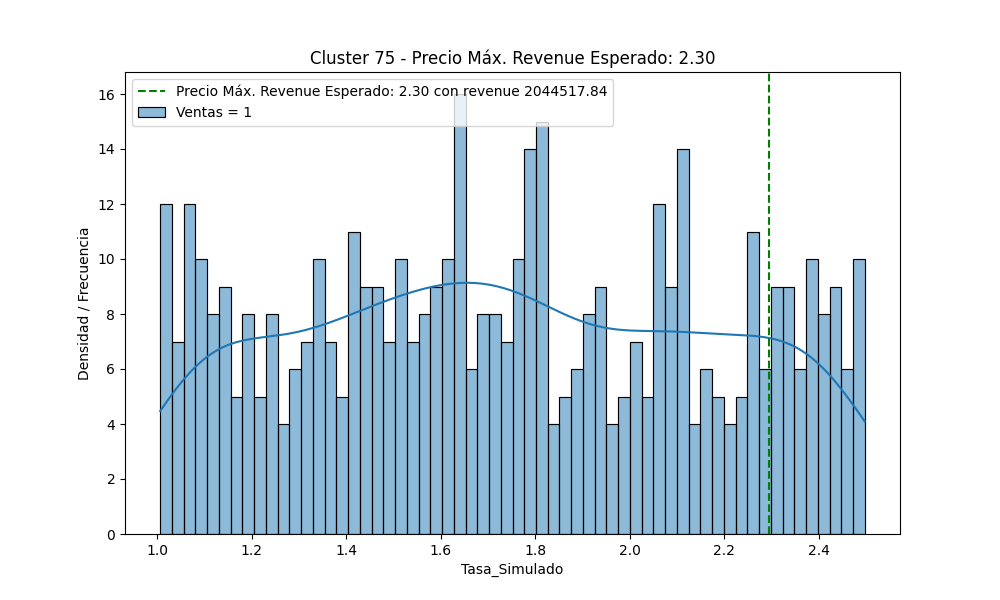 Cluster 75 - Precio Máx. Revenue Esperado: 2.30
Precio Máx. Revenue Esperado: 2.30 con revenue 2044517.84
Ventas = 1
Densidad / Frecuencia
16
14
12
10
8
6
4
2
0
1.0 1.2 1.4 1.6 1.8 2.0 2.2 2.4
Tasa_Simulado